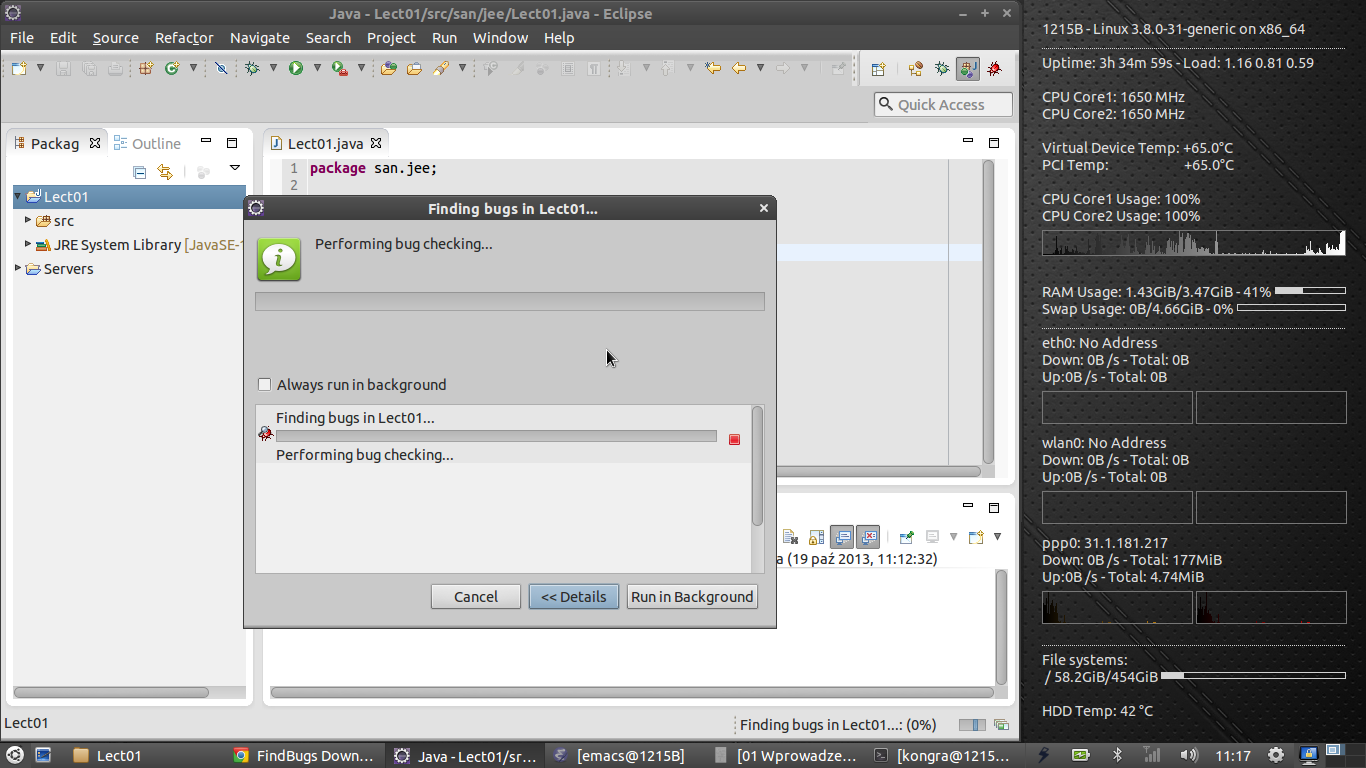 Java - Lect01/src/san/jee/Lect01.java - Eclipse
File Edit Source Refactor Navigate Search Project Run Window Help
Quick Access
Packag
Outline
Lect01
src
JRE System Library [JavaSE-1
Servers
Lect01.java
1 package san.jee;
2
Finding bugs in Lect01...
Performing bug checking...
Always run in background
Finding bugs in Lect01...
Performing bug checking...
Cancel
<< Details
Run in Background
a (19 paź 2013, 11:12:32)
Lect01
Finding bugs in Lect01...: (0%)
1215B - Linux 3.8.0-31-generic on x86_64
Uptime: 3h 34m 59s - Load: 1.16 0.81 0.59
CPU Core1: 1650 MHz
CPU Core2: 1650 MHz
Virtual Device Temp: +65.0°C
PCI Temp: +65.0°C
CPU Core1 Usage: 100%
CPU Core2 Usage: 100%
RAM Usage: 1.43GiB/3.47GiB - 41%
Swap Usage: 0B/4.66GiB - 0%
eth0: No Address
Down: 0B /s - Total: 0B
Up:0B /s - Total: 0B
wlan0: No Address
Down: 0B /s - Total: 0B
Up:0B /s - Total: 0B
ppp0: 31.1.181.217
Down: 0B /s - Total: 177MiB
Up:0B /s - Total: 4.74MiB
File systems:
/ 58.2GiB/454GiB
HDD Temp: 42 °C
Lect01
FindBugs Down...
Java - Lect01/sr...
[emacs@1215B]
[01 Wprowadze...
[kongra@1215...
11:17